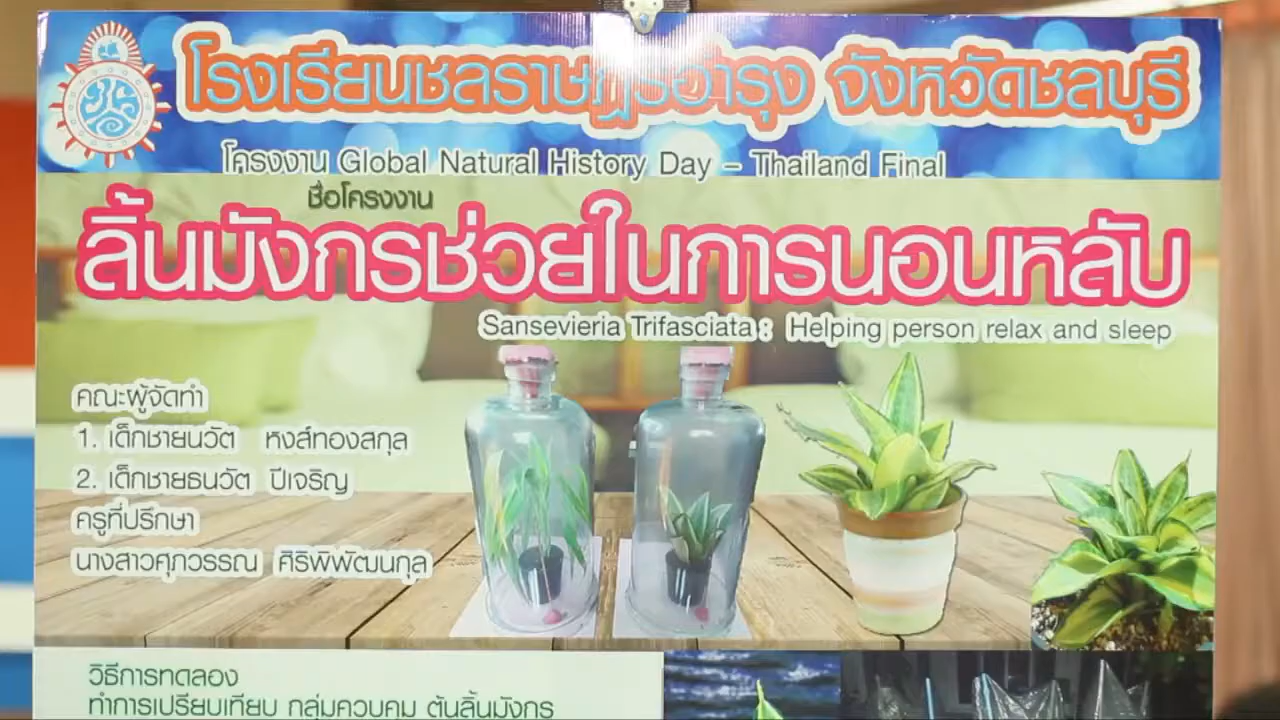 โรงเรียนชลราษฎรอำรุง จังหวัดชลบุรี
โครงงาน Global Natural History Day – Thailand Final
ชื่อโครงงาน
ลิ้นมังกรช่วยในการนอนหลับ
Sansevieria Trifasciata : Helping person relax and sleep
คณะผู้จัดทำ
1. เด็กชายนวัต หงส์ทองสกุล
2. เด็กชายธนวัต ปีเจริญ
ครูที่ปรึกษา
นางสาวศุภวรรณ ศิริพิพัฒนกุล
วิธีการทดลอง
ทำการเปรียบเทียบ กลุ่มควบคุม ต้นลิ้นมังกร